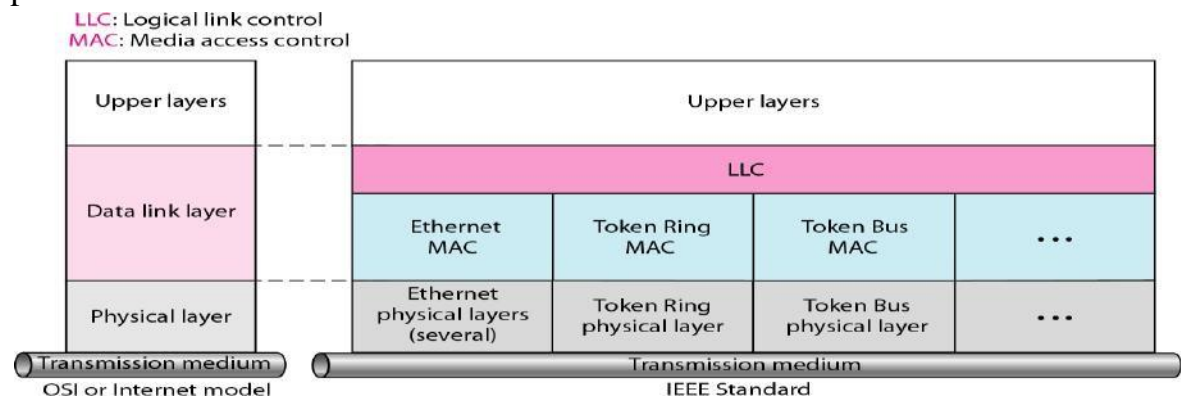 LLC: Logical link control
MAC: Media access control
Upper layers
Data link layer
Physical layer
Transmission medium
OSI or Internet model
Upper layers
LLC
Ethernet
MAC
Token Ring
MAC
Token Bus
MAC
...
Ethernet
physical layers
(several)
Token Ring
physical layer
Token Bus
physical layer
...
Transmission medium
IEEE Standard